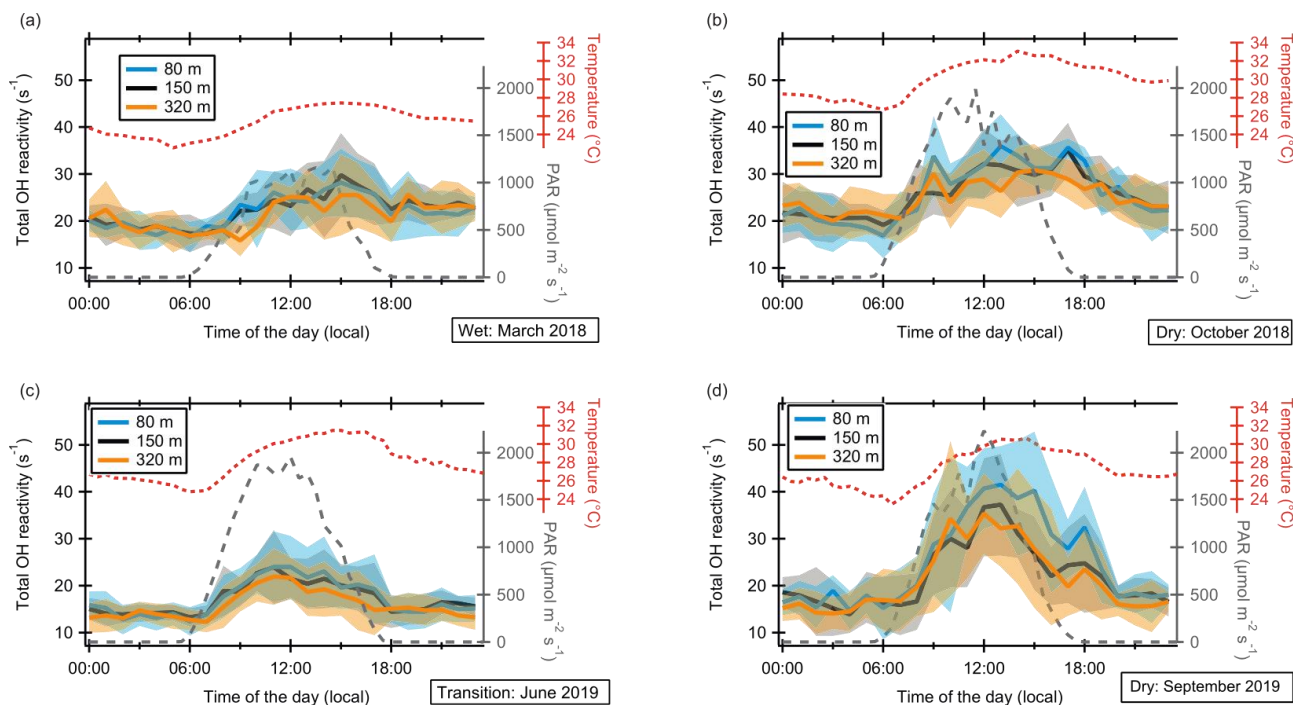 (a)
80 m
150 m
320 m
Total OH reactivity (s⁻¹)
50
40
30
20
10
34
32
30
28
26
24
Temperature (°C)
2000
1500
1000
500
0
PAR (µmol m⁻² s⁻¹)
00:00 06:00 12:00 18:00
Time of the day (local)
Wet: March 2018
(b)
80 m
150 m
320 m
Total OH reactivity (s⁻¹)
50
40
30
20
10
34
32
30
28
26
24
Temperature (°C)
2000
1500
1000
500
0
PAR (µmol m⁻² s⁻¹)
00:00 06:00 12:00 18:00
Time of the day (local)
Dry: October 2018
(c)
80 m
150 m
320 m
Total OH reactivity (s⁻¹)
50
40
30
20
10
34
32
30
28
26
24
Temperature (°C)
2000
1500
1000
500
0
PAR (µmol m⁻² s⁻¹)
00:00 06:00 12:00 18:00
Time of the day (local)
Transition: June 2019
(d)
80 m
150 m
320 m
Total OH reactivity (s⁻¹)
50
40
30
20
10
34
32
30
28
26
24
Temperature (°C)
2000
1500
1000
500
0
PAR (µmol m⁻² s⁻¹)
00:00 06:00 12:00 18:00
Time of the day (local)
Dry: September 2019